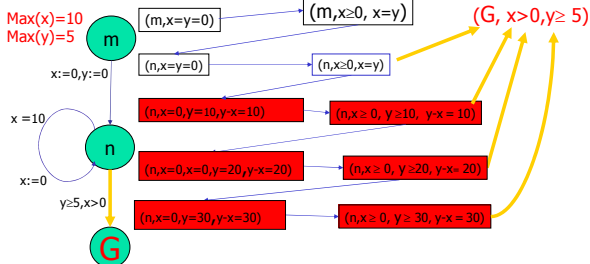 Max(x)=10
Max(y)=5
m
(m,x=y=0)
(m,x≥0, x=y)
(G, x>0,y≥ 5)
x:=0,y:=0
(n,x=y=0)
(n,x≥0,x=y)
x =10
(n,x=0,y=10,y-x=10)
(n,x≥ 0, y ≥10, y-x = 10)
n
(n,x=0,x=0,y=20,y-x=20)
(n,x≥ 0, y ≥20, y-x= 20)
x:=0
y≥5,x>0
(n,x=0,y=30,y-x=30)
(n,x≥ 0, y ≥ 30, y-x = 30)
G